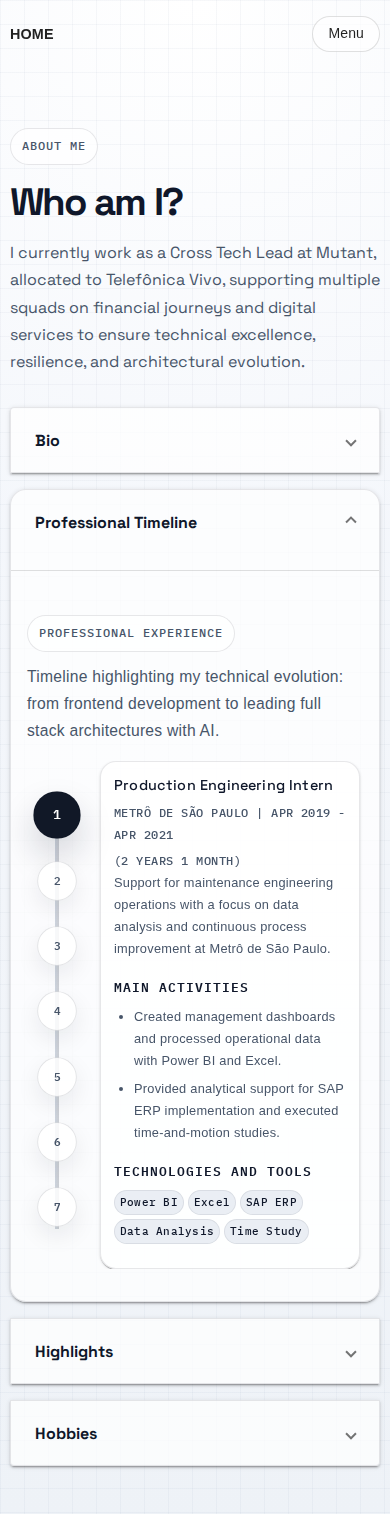 HOME
Menu
ABOUT ME
Who am I?
I currently work as a Cross Tech Lead at Mutant,
allocated to Telefônica Vivo, supporting multiple
squads on financial journeys and digital
services to ensure technical excellence,
resilience, and architectural evolution.
Bio
Professional Timeline
PROFESSIONAL EXPERIENCE
Timeline highlighting my technical evolution:
from frontend development to leading full
stack architectures with AI.
1
2
3
4
5
6
7
Production Engineering Intern
METRÔ DE SÃO PAULO | APR 2019 -
APR 2021
(2 YEARS 1 MONTH)
Support for maintenance engineering
operations with a focus on data
analysis and continuous process
improvement at Metrô de São Paulo.
MAIN ACTIVITIES
• Created management dashboards
and processed operational data
with Power BI and Excel.
• Provided analytical support for SAP
ERP implementation and executed
time-and-motion studies.
TECHNOLOGIES AND TOOLS
Power BI Excel SAP ERP
Data Analysis Time Study
Highlights
Hobbies